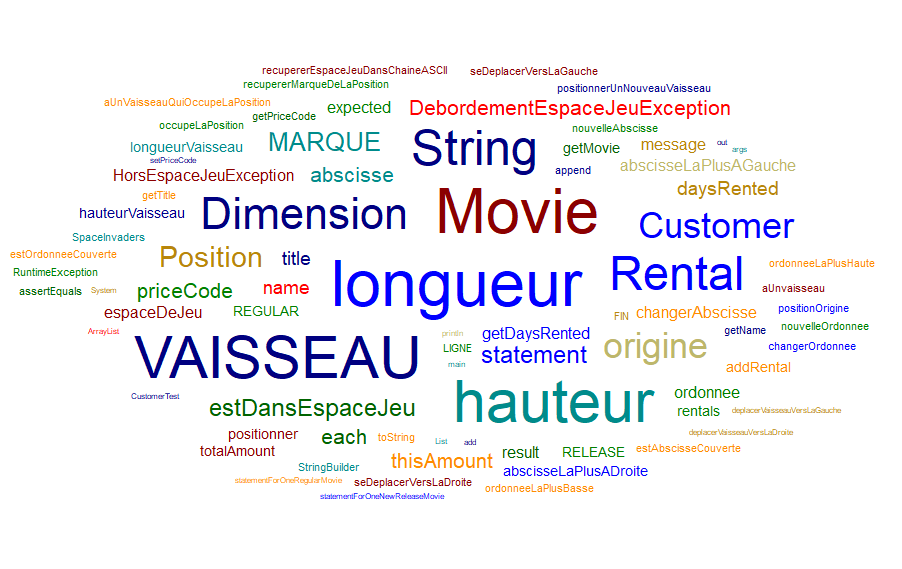 recupererEspaceJeuDansChaineASCII
seDeplacerVersLaGauche
recupererMarqueDeLaPosition
positionnerUnNouveauVaisseau
aUnVaisseauQuiOccupeLaPosition
expected
DebordementEspaceJeuException
getPriceCode
occupeLaPosition
nouvelleAbscisse
longueurVaisseau
MARQUE
String
getMovie
message
out
args
setPriceCode
HorsEspaceJeuException
abscisse
append
abscisseLaPlusAGauche
getTitle
daysRented
hauteurVaisseau
Dimension
Movie
Customer
SpaceInvaders
estOrdonneeCouverte
Position
title
longueur
Rental
ordonneeLaPlusHaute
RuntimeException
assertEquals
System
priceCode
name
aUnvaisseau
espaceDeJeu
REGULAR
FIN
changerAbscisse
positionOrigine
ArrayList
println
getDaysRented
getName
nouvelleOrdonnee
VAISSEAU
LIGNE
main
statement
origine
changerOrdonnee
addRental
CustomerTest
estDansEspaceJeu
hauteur
ordonnee
rentals
deplacerVaisseauVersLaGauche
positionner
each
toString
List
add
deplacerVaisseauVersLaDroite
totalAmount
result
RELEASE
estAbscisseCouverte
StringBuilder
thisAmount
abscisseLaPlusADroite
statementForOneRegularMovie
seDeplacerVersLaDroite
ordonneeLaPlusBasse
statementForOneNewReleaseMovie